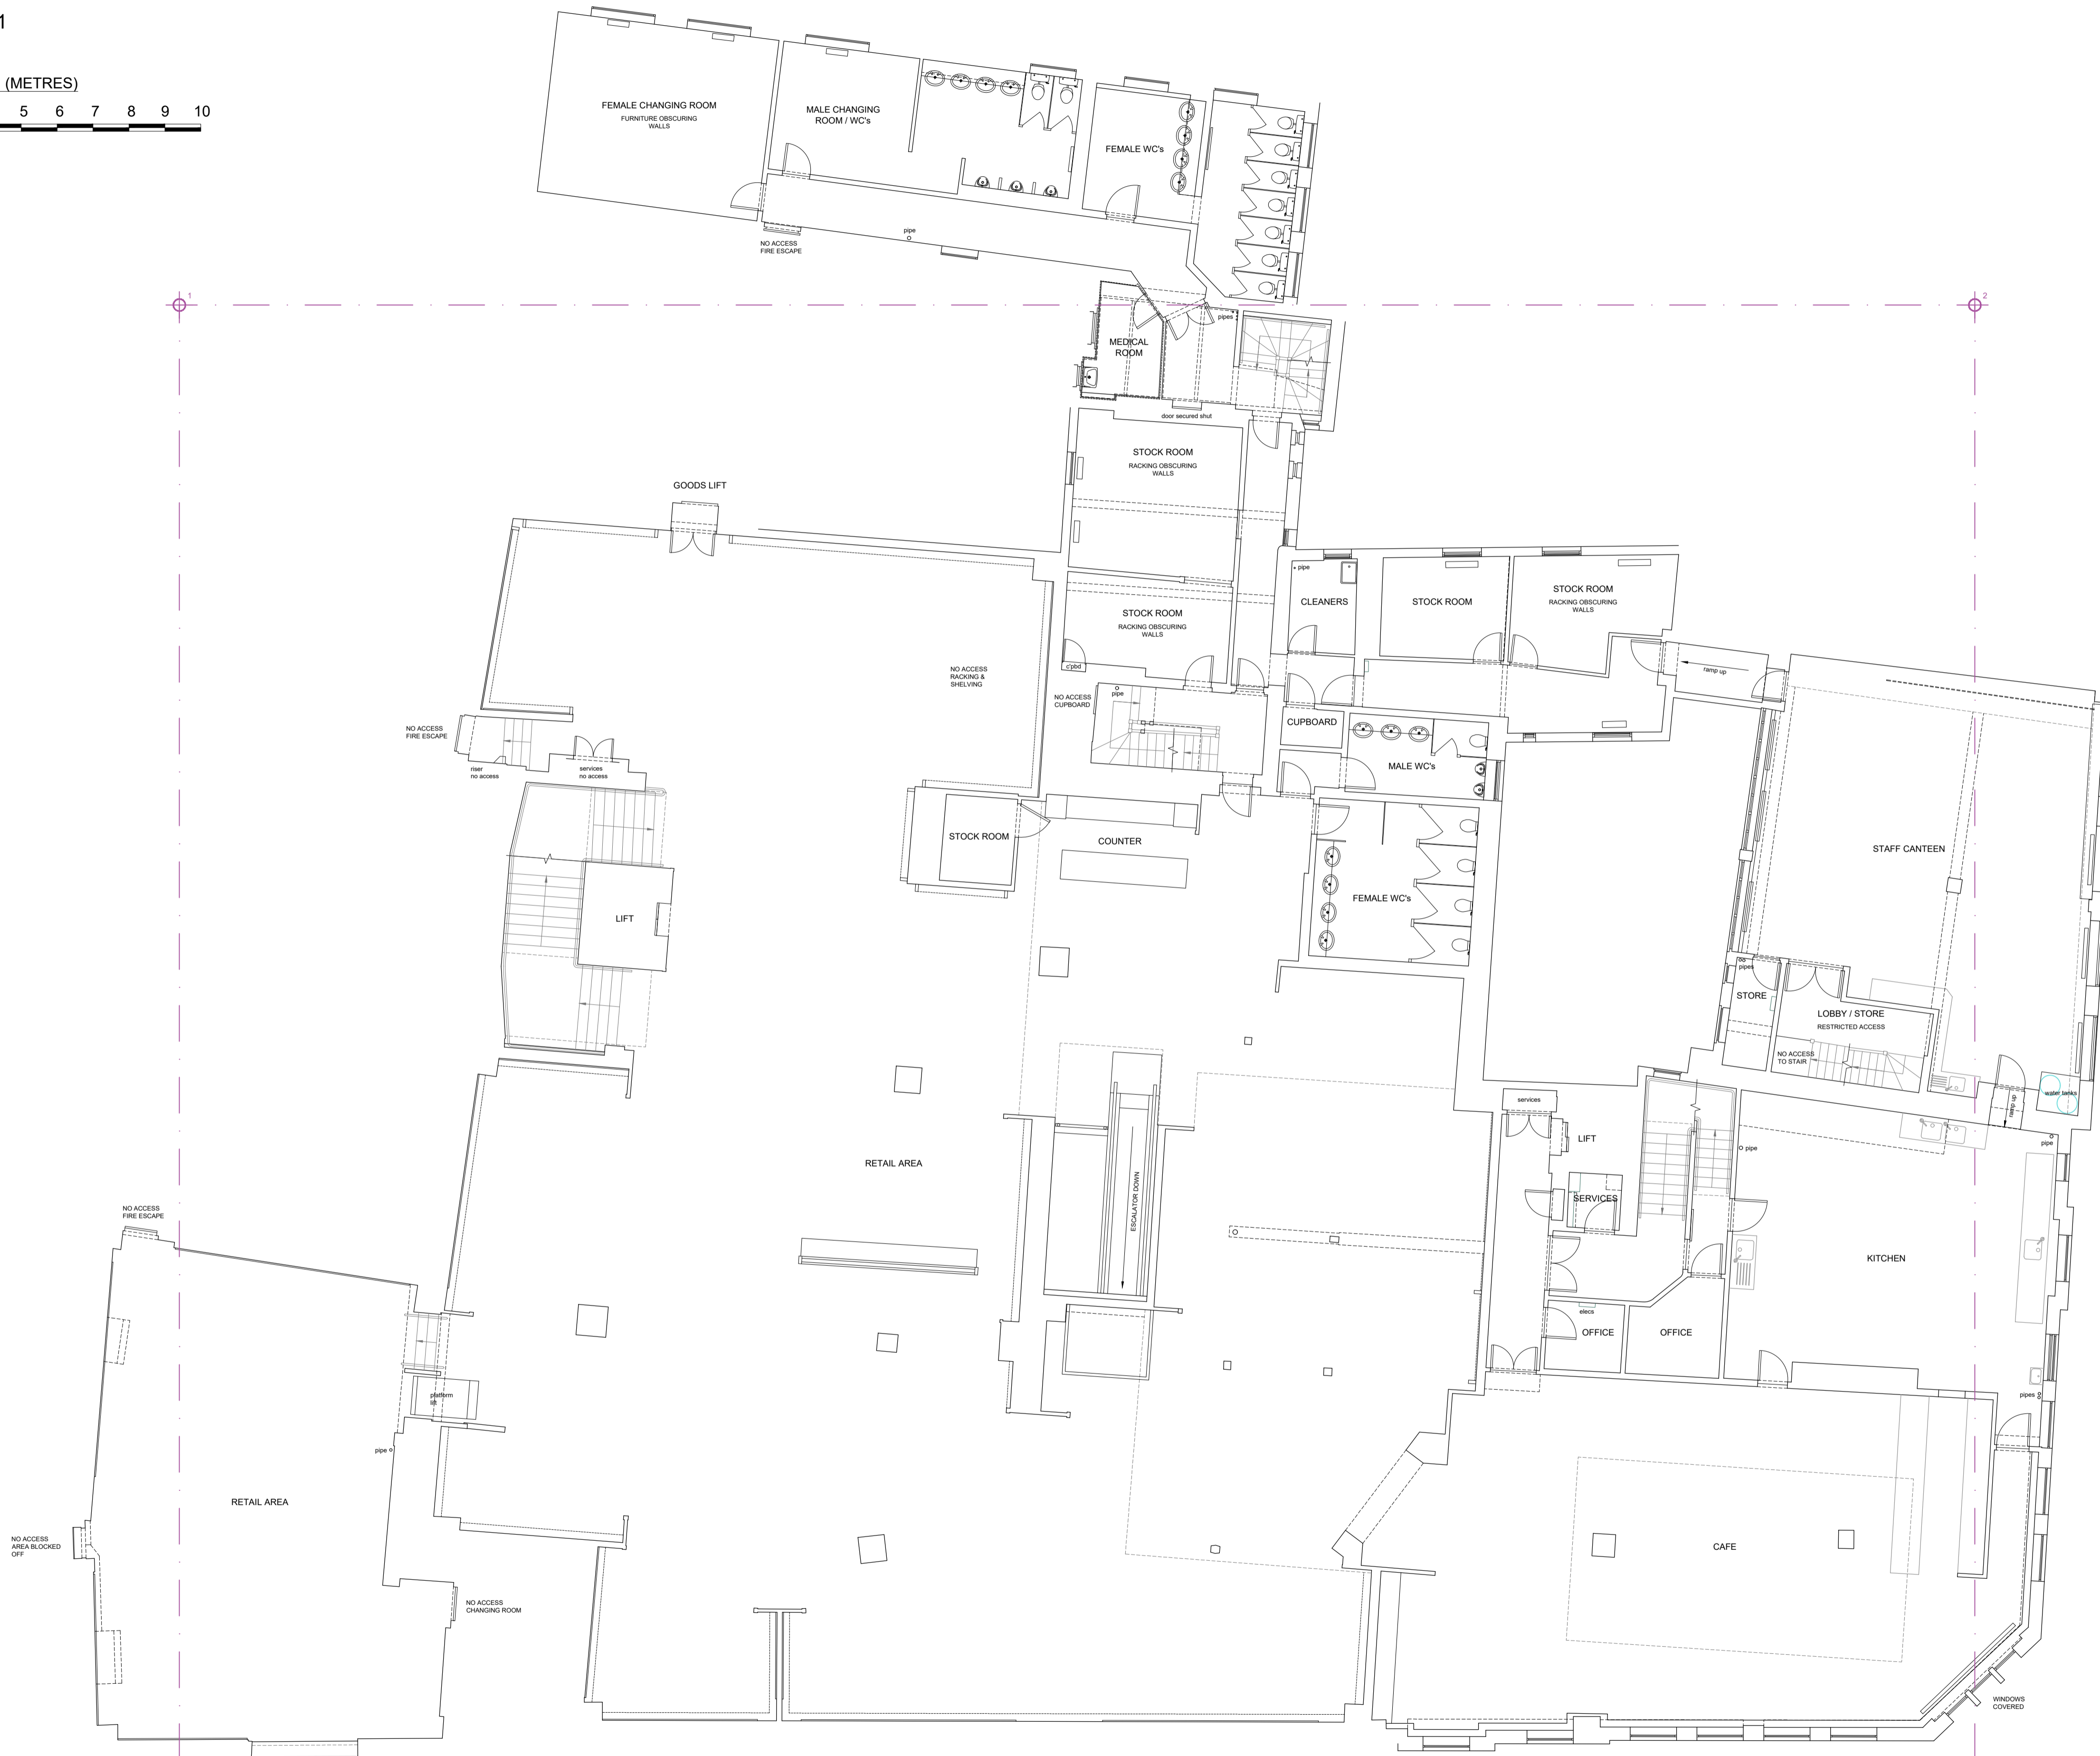 1
(METRES)
5 6 7 8 9 10
FEMALE CHANGING ROOM
FURNITURE OBSCURING
WALLS
MALE CHANGING
ROOM / WC's
FEMALE WC's
pipe
NO ACCESS
FIRE ESCAPE
1
2
pipes
MEDICAL
ROOM
door secured shut
STOCK ROOM
RACKING OBSCURING
WALLS
GOODS LIFT
pipe
CLEANERS
STOCK ROOM
STOCK ROOM
RACKING OBSCURING
WALLS
STOCK ROOM
RACKING OBSCURING
WALLS
c'pbd
NO ACCESS
RACKING &
SHELVING
NO ACCESS
CUPBOARD
pipe
ramp up
NO ACCESS
FIRE ESCAPE
riser
no access
services
no access
CUPBOARD
MALE WC's
STOCK ROOM
COUNTER
STAFF CANTEEN
LIFT
FEMALE WC's
pipes
STORE
LOBBY / STORE
RESTRICTED ACCESS
NO ACCESS
TO STAIR
water tanks
ramp up
services
LIFT
pipe
pipe
RETAIL AREA
ESCALATOR DOWN
SERVICES
KITCHEN
NO ACCESS
FIRE ESCAPE
elecs
OFFICE
OFFICE
platform
lift
pipes
pipe
RETAIL AREA
NO ACCESS
AREA BLOCKED
OFF
CAFE
NO ACCESS
CHANGING ROOM
WINDOWS
COVERED